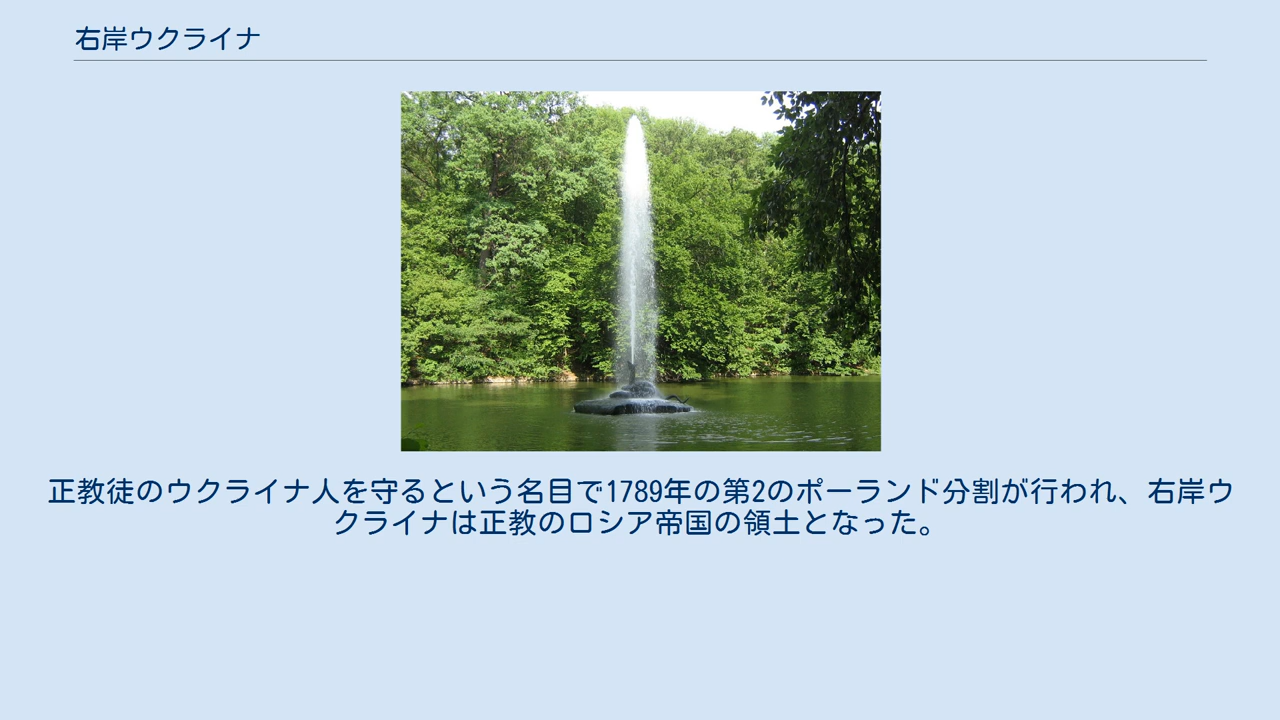 右岸ウクライナ
正教徒のウクライナ人を守るという名目で1789年の第2のポーランド分割が行われ、右岸ウ
クライナは正教のロシア帝国の領土となった。